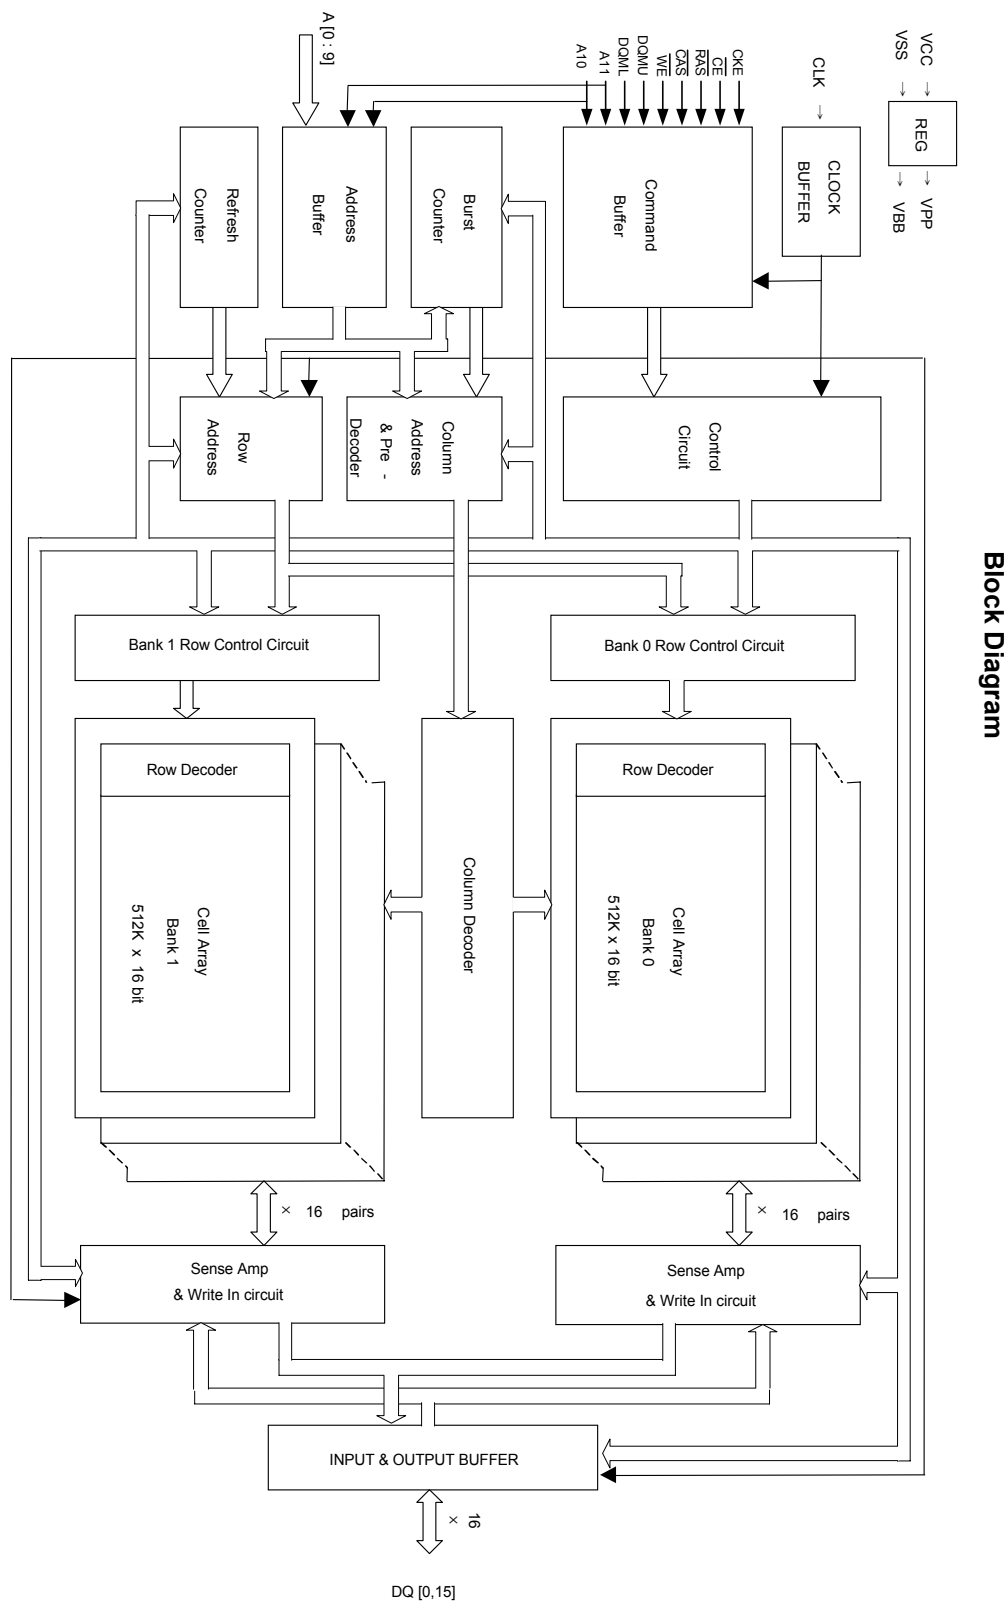 Block Diagram
VCC → → VPP
VSS → REG → VBB
CLK →
CLOCK
BUFFER
CKE
CE
RAS
CAS
WE
DQMU
DQML
A11
A10
Command
Buffer
Control
Circuit
A [0 : 9]
Burst
Counter
Address
Buffer
Refresh
Counter
Column
Address
& Pre -
Decoder
Row
Address
Bank 1 Row Control Circuit
Bank 0 Row Control Circuit
Row Decoder
Cell Array
Bank 1
512K x 16 bit
Column Decoder
Row Decoder
Cell Array
Bank 0
512K x 16 bit
× 16 pairs
× 16 pairs
Sense Amp
& Write In circuit
Sense Amp
& Write In circuit
INPUT & OUTPUT BUFFER
× 16
DQ [0,15]